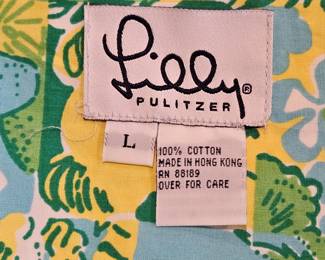 Lilly®
PULITZER
L
100% COTTON
MADE IN HONG KONG
RN 88189
OVER FOR CARE